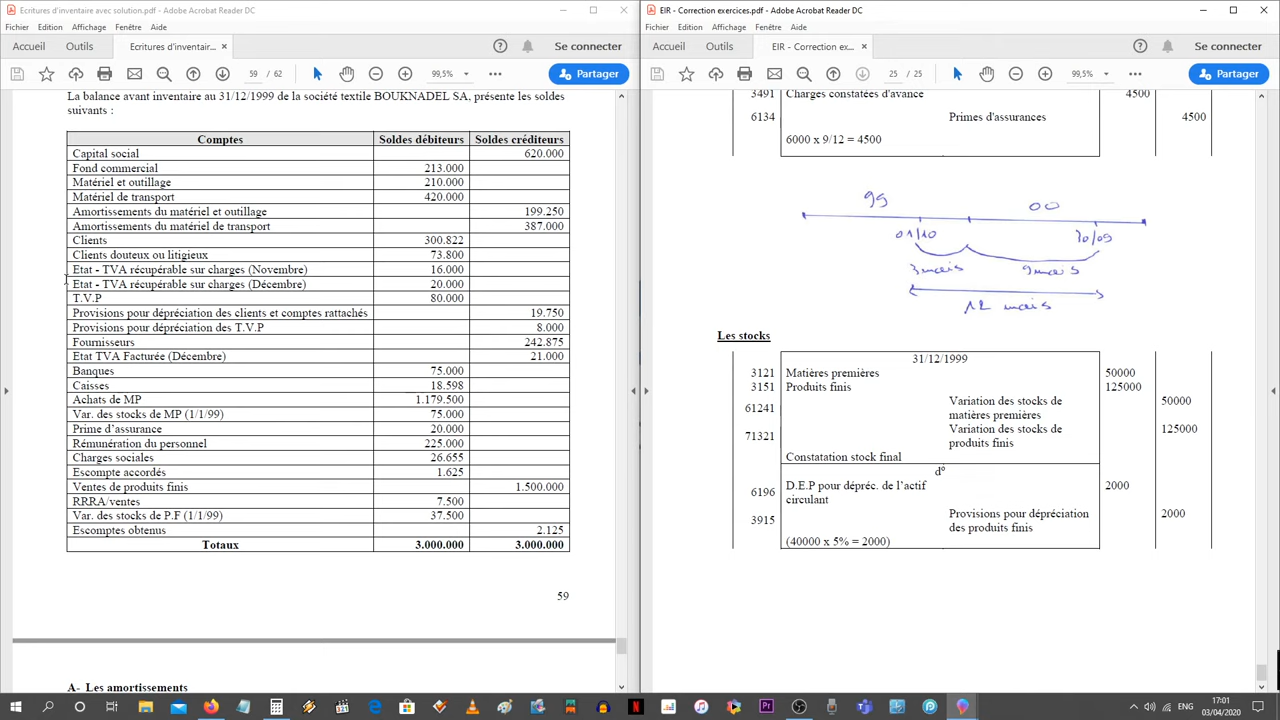 Ecritures d'inventaire avec solution.pdf - Adobe Acrobat Reader DC
Fichier Edition Affichage Fenêtre Aide
Accueil Outils Ecritures d'inventair... × Se connecter
59 / 62 99,5% Partager
La balance avant inventaire au 31/12/1999 de la société textile BOUKNADEL SA, présente les soldes
suivants :
Comptes Soldes débiteurs Soldes créditeurs
Capital social 620.000
Fond commercial 213.000
Matériel et outillage 210.000
Matériel de transport 420.000
Amortissements du matériel et outillage 199.250
Amortissements du matériel de transport 387.000
Clients 300.822
Clients douteux ou litigieux 73.800
Etat - TVA récupérable sur charges (Novembre) 16.000
Etat - TVA récupérable sur charges (Décembre) 20.000
T.V.P 80.000
Provisions pour dépréciation des clients et comptes rattachés 19.750
Provisions pour dépréciation des T.V.P 8.000
Fournisseurs 242.875
Etat TVA Facturée (Décembre) 21.000
Banques 75.000
Caisses 18.598
Achats de MP 1.179.500
Var. des stocks de MP (1/1/99) 75.000
Prime d'assurance 20.000
Rémunération du personnel 225.000
Charges sociales 26.655
Escompte accordés 1.625
Ventes de produits finis 1.500.000
RRRA/ventes 7.500
Var. des stocks de P.F (1/1/99) 37.500
Escomptes obtenus 2.125
Totaux 3.000.000 3.000.000
59
A- Les amortissements
EIR - Correction exercices.pdf - Adobe Acrobat Reader DC
Fichier Edition Affichage Fenêtre Aide
Accueil Outils EIR - Correction ex... × Se connecter
25 / 25 99,5% Partager
3491 Charges constatées d'avance 4500
6134 Primes d'assurances 4500
6000 x 9/12 = 4500
99 00
01/10 30/09
3 mois 9 mois
12 mois
Les stocks
31/12/1999
3121 Matières premières 50000
3151 Produits finis 125000
61241 Variation des stocks de 50000
matières premières
71321 Variation des stocks de 125000
produits finis
Constatation stock final
d°
6196 D.E.P pour dépréc. de l'actif 2000
circulant
3915 Provisions pour dépréciation 2000
des produits finis
(40000 x 5% = 2000)
17:01
03/04/2020